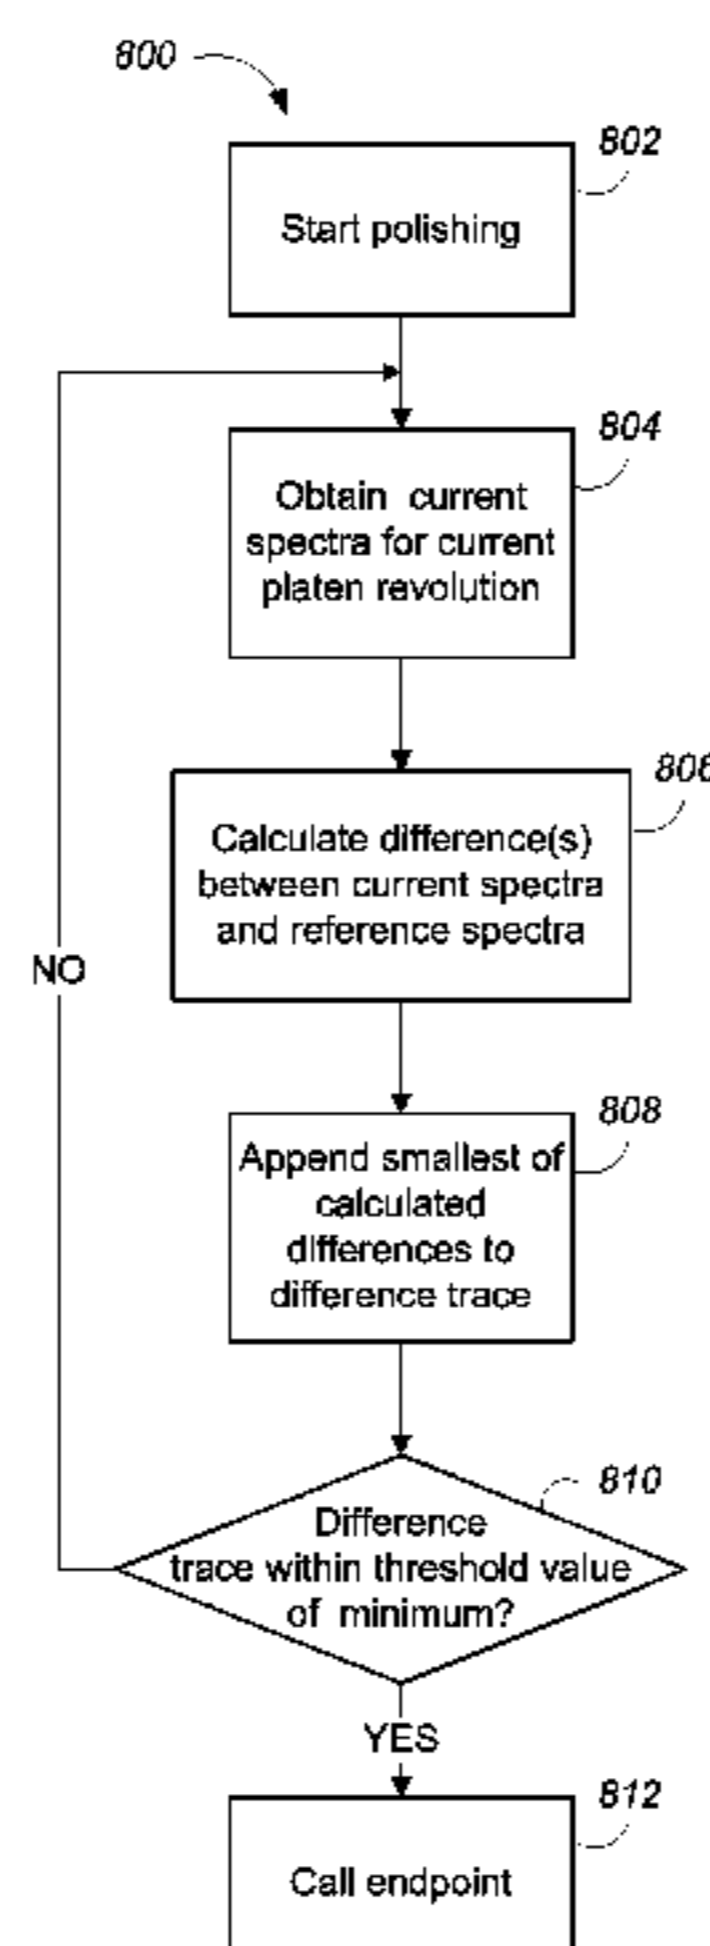 800
802
Start polishing
804
Obtain current
spectra for current
platen revolution
806
Calculate difference(s)
between current spectra
and reference spectra
NO
808
Append smallest of
calculated
differences to
difference trace
810
Difference
trace within threshold value
of minimum?
YES
812
Call endpoint